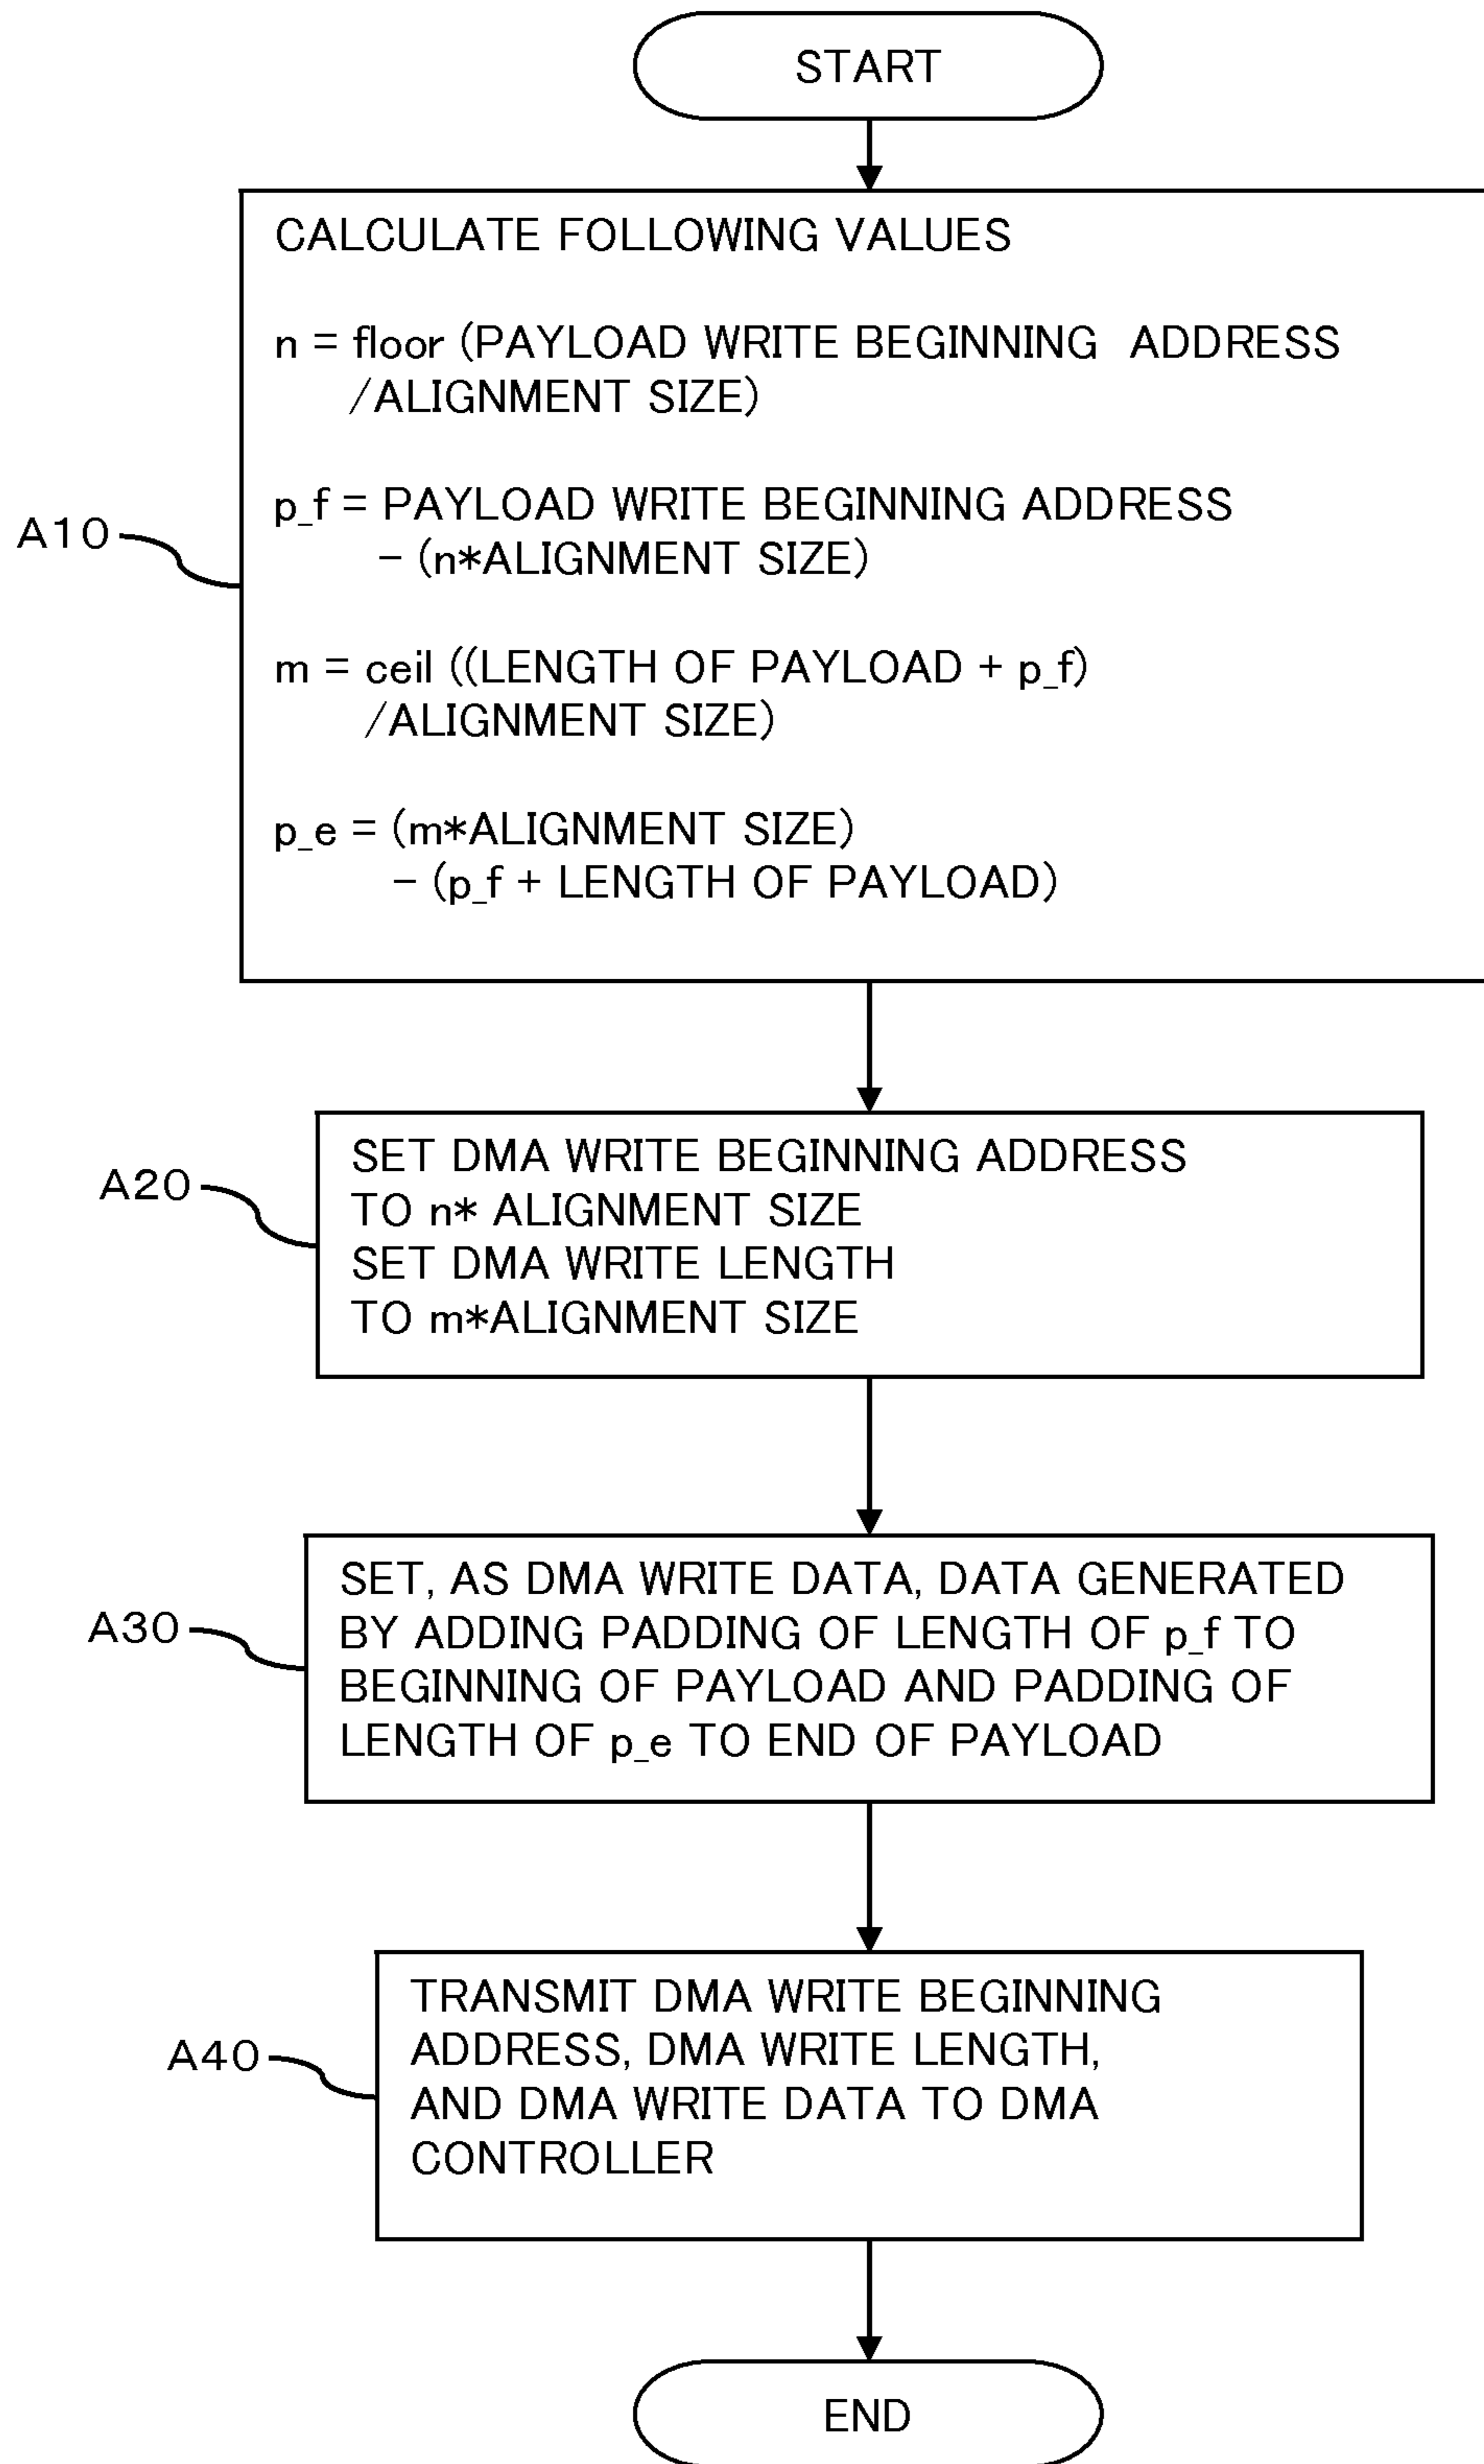 START
CALCULATE FOLLOWING VALUES
n = floor (PAYLOAD WRITE BEGINNING ADDRESS
/ALIGNMENT SIZE)
p_f = PAYLOAD WRITE BEGINNING ADDRESS
- (n*ALIGNMENT SIZE)
A10
m = ceil ((LENGTH OF PAYLOAD + p_f)
/ALIGNMENT SIZE)
p_e = (m*ALIGNMENT SIZE)
- (p_f + LENGTH OF PAYLOAD)
A20
SET DMA WRITE BEGINNING ADDRESS
TO n* ALIGNMENT SIZE
SET DMA WRITE LENGTH
TO m*ALIGNMENT SIZE
A30
SET, AS DMA WRITE DATA, DATA GENERATED
BY ADDING PADDING OF LENGTH OF p_f TO
BEGINNING OF PAYLOAD AND PADDING OF
LENGTH OF p_e TO END OF PAYLOAD
A40
TRANSMIT DMA WRITE BEGINNING
ADDRESS, DMA WRITE LENGTH,
AND DMA WRITE DATA TO DMA
CONTROLLER
END